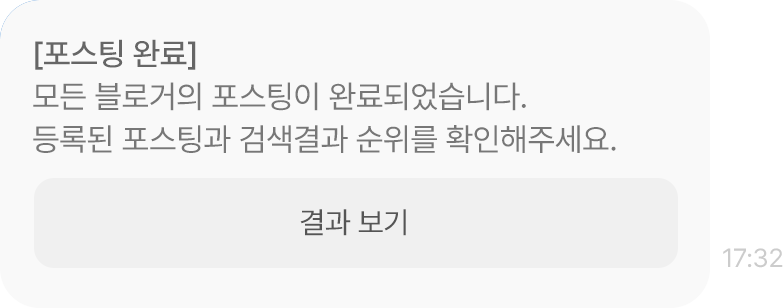 [포스팅 완료]
모든 블로거의 포스팅이 완료되었습니다.
등록된 포스팅과 검색결과 순위를 확인해주세요.
결과 보기
17:32